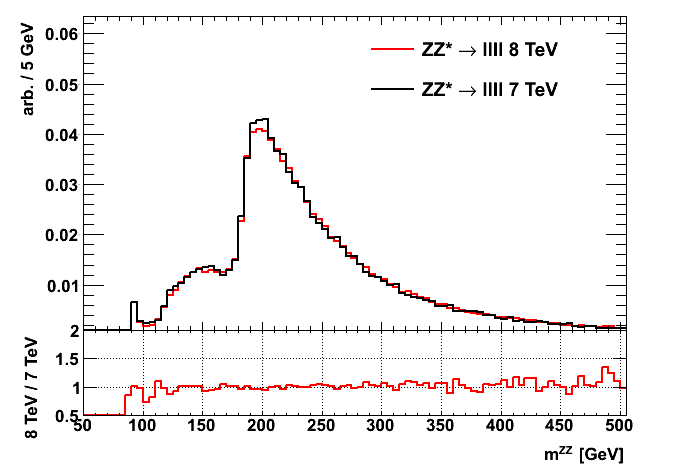 arb. / 5 GeV
0.06
0.05
0.04
0.03
0.02
0.01
ZZ* → llll 8 TeV
ZZ* → llll 7 TeV
8 TeV / 7 TeV
2
1.5
1
0.5
50 100 150 200 250 300 350 400 450 500
m^ZZ [GeV]